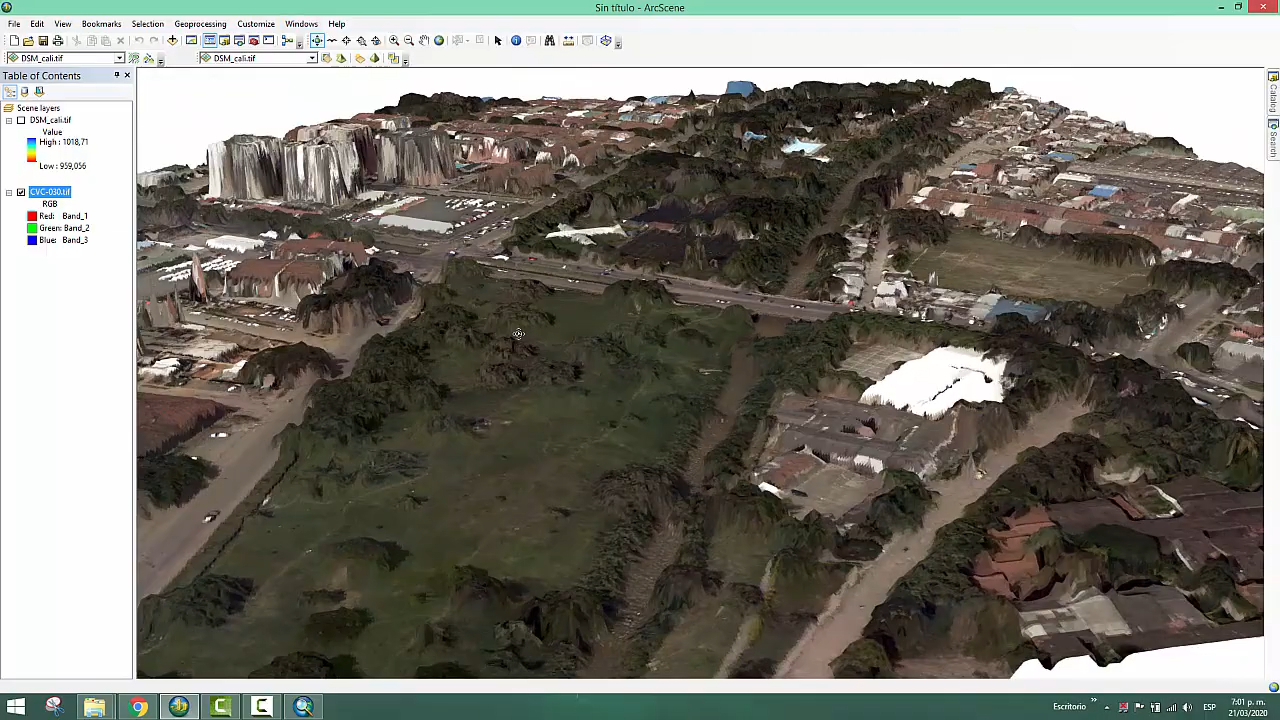 Sin título - ArcScene
File Edit View Bookmarks Selection Geoprocessing Customize Windows Help
DSM_cali.tif DSM_cali.tif
Table of Contents
Scene layers
DSM_cali.tif
Value
High : 1018,71
Low : 959,056
CVC-030.tif
RGB
Red: Band_1
Green: Band_2
Blue: Band_3
Catalog
Search
Escritorio ESP 7:01 p. m.
21/03/2020